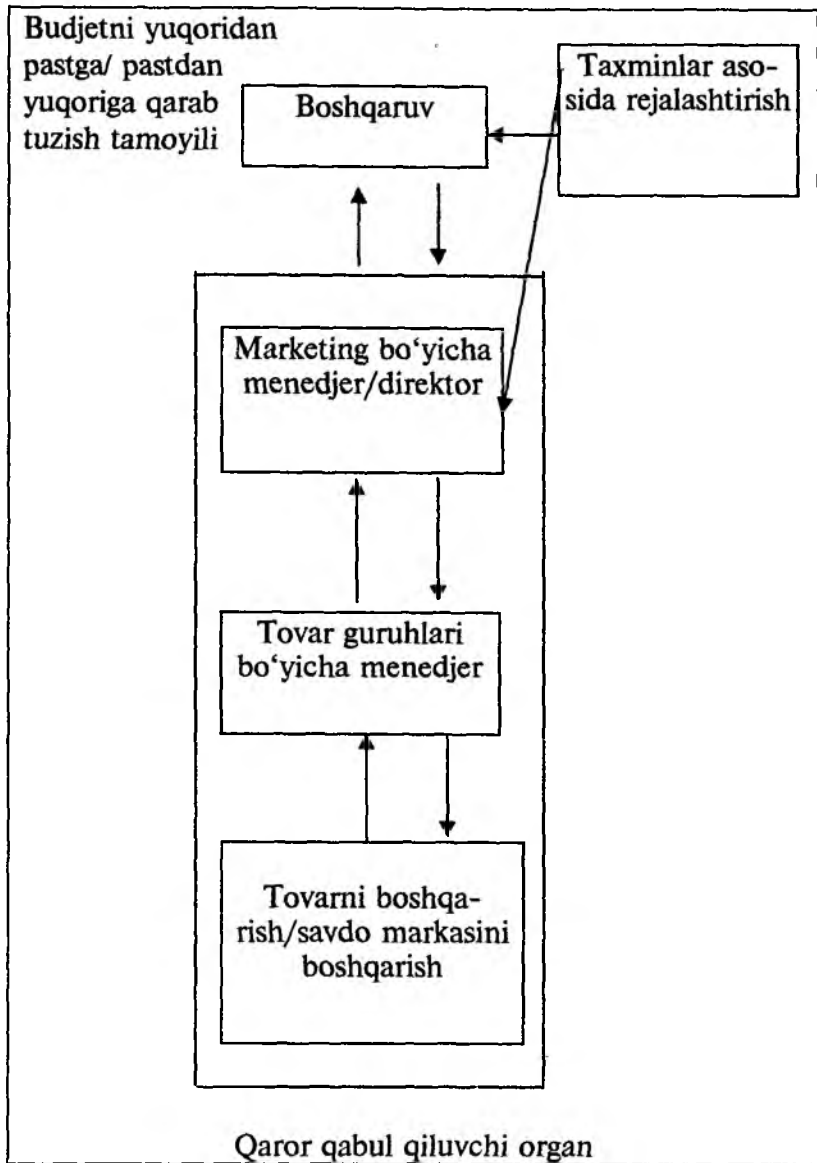 Budjetni yuqoridan
pastga/ pastdan
yuqoriga qarab
tuzish tamoyili
Boshqaruv
Taxminlar aso-
sida rejalashtirish
Marketing bo‘yicha
menedjer/direktor
Tovar guruhlari
bo‘yicha menedjer
Tovarni boshqa-
rish/savdo markasini
boshqarish
Qaror qabul qiluvchi organ